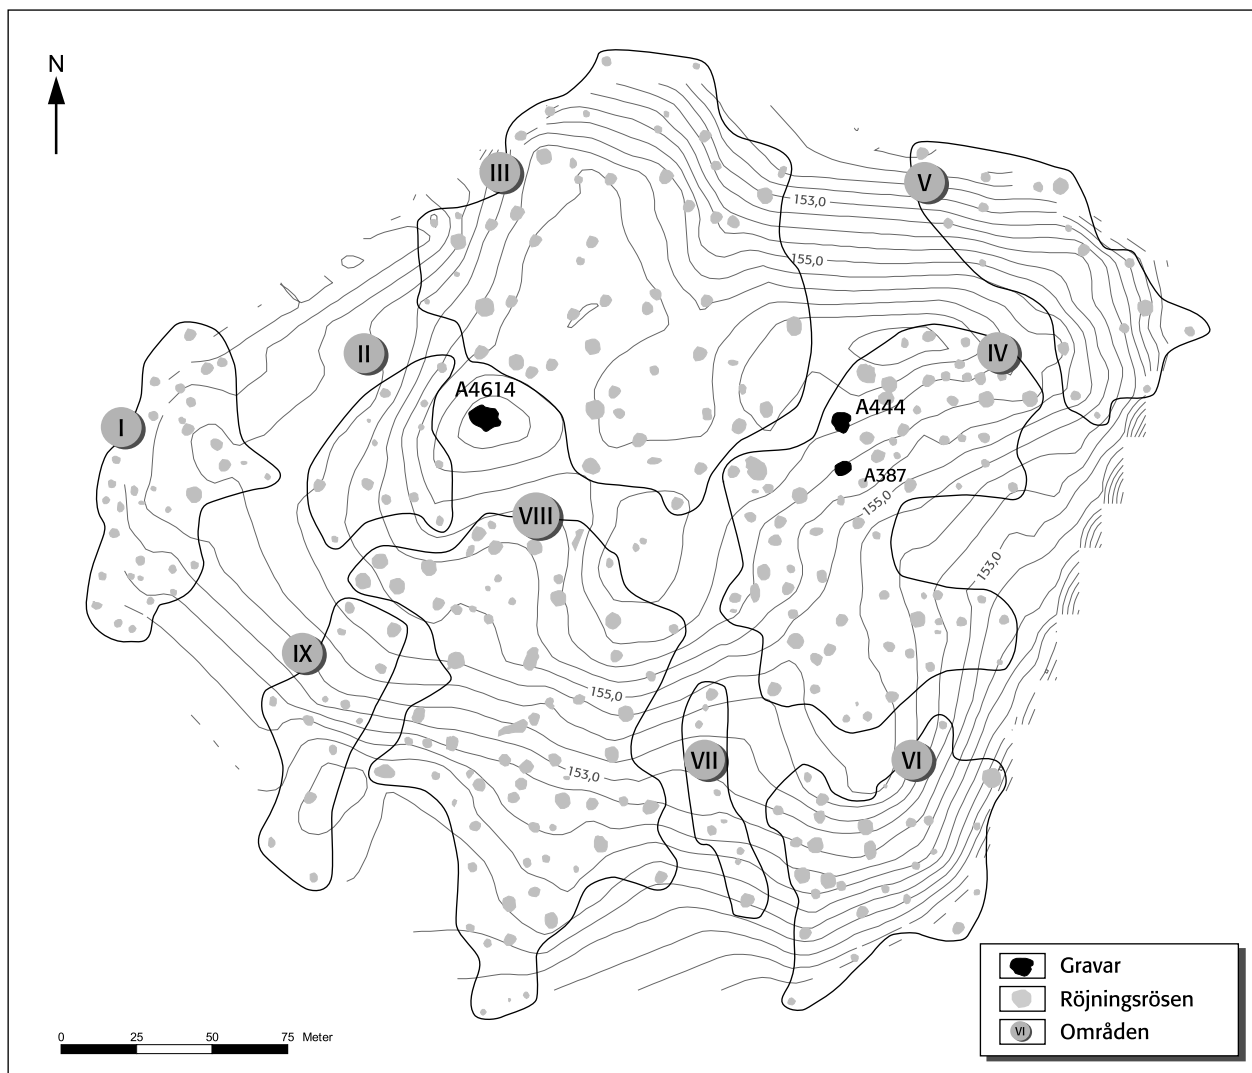 N
III
V
153,0
155,0
II
IV
A4614
A444
I
A387
155,0
VIII
153,0
IX
155,0
VII
VI
153,0
Gravar
Röjningsrösen
VI
Områden
0 25 50 75 Meter